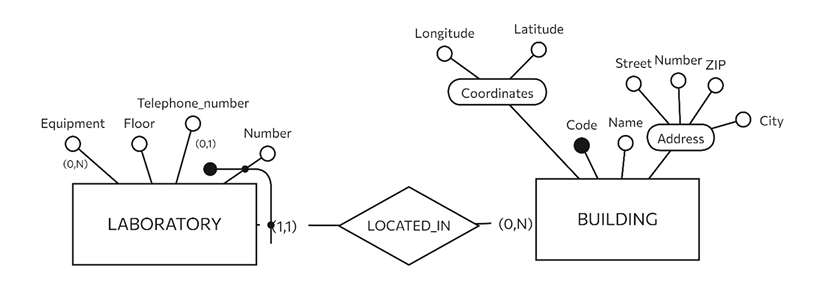 Longitude
Latitude
Street
Number
ZIP
Coordinates
Telephone_number
Equipment
Floor
(0,1)
Number
Code
Name
Address
City
(0,N)
LABORATORY
(1,1)
LOCATED_IN
(0,N)
BUILDING